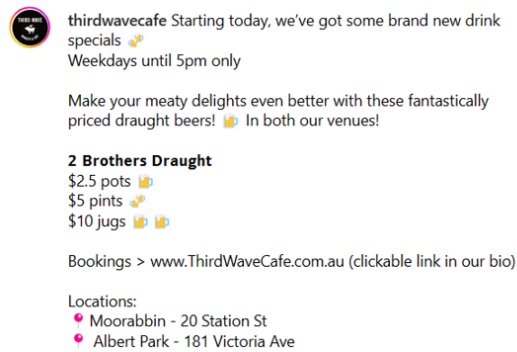 thirdwavecafe Starting today, we've got some brand new drink
specials 🍻
Weekdays until 5pm only
Make your meaty delights even better with these fantastically
priced draught beers! 🍺 In both our venues!
2 Brothers Draught
$2.5 pots 🍺
$5 pints 🍻
$10 jugs 🍺 🍺
Bookings > www.ThirdWaveCafe.com.au (clickable link in our bio)
Locations:
📍 Moorabbin - 20 Station St
📍 Albert Park - 181 Victoria Ave
THIRD WAVE